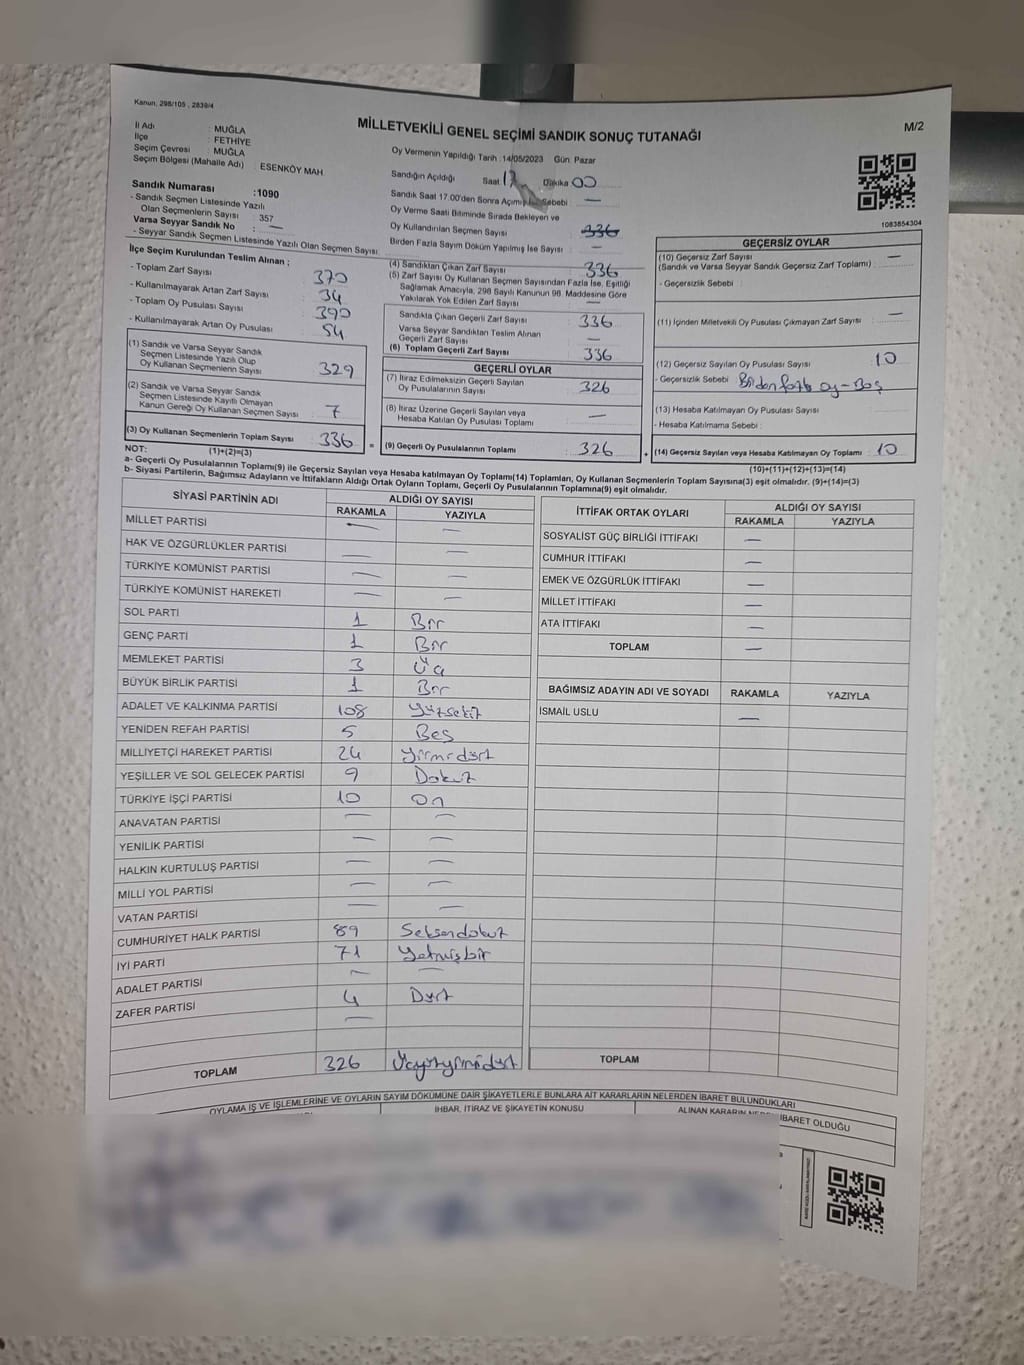 Kanun, 298/105 , 2839/4
MİLLETVEKİLİ GENEL SEÇİMİ SANDIK SONUÇ TUTANAĞI
M/2
İl Adı : MUĞLA
İlçe : FETHİYE
Seçim Çevresi : MUĞLA
Seçim Bölgesi (Mahalle Adı) : ESENKÖY MAH.
Sandık Numarası :1090
- Sandık Seçmen Listesinde Yazılı
Olan Seçmenlerin Sayısı : 357
Varsa Seyyar Sandık No : —
- Seyyar Sandık Seçmen Listesinde Yazılı Olan Seçmen Sayısı
İlçe Seçim Kurulundan Teslim Alınan ;
- Toplam Zarf Sayısı 370
- Kullanılmayarak Artan Zarf Sayısı 34
- Toplam Oy Pusulası Sayısı 390
- Kullanılmayarak Artan Oy Pusulası 54
(1) Sandık ve Varsa Seyyar Sandık
Seçmen Listesinde Yazılı Olup
Oy Kullanan Seçmenlerin Sayısı 329
(2) Sandık ve Varsa Seyyar Sandık
Seçmen Listesinde Kayıtlı Olmayan
Kanun Gereği Oy Kullanan Seçmen Sayısı 7
(3) Oy Kullanan Seçmenlerin Toplam Sayısı 336
(1)+(2)=(3)
Oy Vermenin Yapıldığı Tarih : 14/05/2023 Gün: Pazar
Sandığın Açıldığı Saat 17 Dakika 00
Sandık Saat 17.00'den Sonra Açılmış İse Sebebi : —
Oy Verme Saati Bitiminde Sırada Bekleyen ve
Oy Kullandırılan Seçmen Sayısı 336
Birden Fazla Sayım Döküm Yapılmış İse Sayısı —
(4) Sandıktan Çıkan Zarf Sayısı 336
(5) Zarf Sayısı Oy Kullanan Seçmen Sayısından Fazla İse, Eşitliği
Sağlamak Amacıyla, 298 Sayılı Kanunun 98. Maddesine Göre
Yakılarak Yok Edilen Zarf Sayısı —
Sandıkta Çıkan Geçerli Zarf Sayısı 336
Varsa Seyyar Sandıktan Teslim Alınan
Geçerli Zarf Sayısı —
(6) Toplam Geçerli Zarf Sayısı 336
GEÇERLİ OYLAR
(7) İtiraz Edilmeksizin Geçerli Sayılan
Oy Pusulalarının Sayısı 326
(8) İtiraz Üzerine Geçerli Sayılan veya
Hesaba Katılan Oy Pusulası Toplamı —
= (9) Geçerli Oy Pusulalarının Toplamı 326
1083854304
GEÇERSİZ OYLAR
(10) Geçersiz Zarf Sayısı —
(Sandık ve Varsa Seyyar Sandık Geçersiz Zarf Toplamı)
- Geçersizlik Sebebi :
(11) İçinden Milletvekili Oy Pusulası Çıkmayan Zarf Sayısı —
(12) Geçersiz Sayılan Oy Pusulası Sayısı 10
- Geçersizlik Sebebi : Birden fazla oy - Boş
(13) Hesaba Katılmayan Oy Pusulası Sayısı
- Hesaba Katılmama Sebebi :
+ (14) Geçersiz Sayılan veya Hesaba Katılmayan Oy Toplamı 10
(10)+(11)+(12)+(13)=(14)
NOT:
a- Geçerli Oy Pusulalarının Toplamı(9) ile Geçersiz Sayılan veya Hesaba katılmayan Oy Toplamı(14) Toplamları, Oy Kullanan Seçmenlerin Toplam Sayısına(3) eşit olmalıdır. (9)+(14)=(3)
b- Siyasi Partilerin, Bağımsız Adayların ve İttifakların Aldığı Ortak Oyların Toplamı, Geçerli Oy Pusulalarının Toplamına(9) eşit olmalıdır.
SİYASİ PARTİNİN ADI ALDIĞI OY SAYISI
RAKAMLA YAZIYLA
MİLLET PARTİSİ — —
HAK VE ÖZGÜRLÜKLER PARTİSİ — —
TÜRKİYE KOMÜNİST PARTİSİ — —
TÜRKİYE KOMÜNİST HAREKETİ — —
SOL PARTİ 1 Bir
GENÇ PARTİ 1 Bir
MEMLEKET PARTİSİ 3 Üç
BÜYÜK BİRLİK PARTİSİ 1 Bir
ADALET VE KALKINMA PARTİSİ 108 Yüzsekiz
YENİDEN REFAH PARTİSİ 5 Beş
MİLLİYETÇİ HAREKET PARTİSİ 24 Yirmidört
YEŞİLLER VE SOL GELECEK PARTİSİ 9 Dokuz
TÜRKİYE İŞÇİ PARTİSİ 10 On
ANAVATAN PARTİSİ — —
YENİLİK PARTİSİ — —
HALKIN KURTULUŞ PARTİSİ — —
MİLLİ YOL PARTİSİ — —
VATAN PARTİSİ — —
CUMHURİYET HALK PARTİSİ 89 Seksendokuz
İYİ PARTİ 71 Yetmişbir
ADALET PARTİSİ — —
ZAFER PARTİSİ 4 Dört
—
TOPLAM 326 Üçyüzyirmidört
İTTİFAK ORTAK OYLARI ALDIĞI OY SAYISI
RAKAMLA YAZIYLA
SOSYALİST GÜÇ BİRLİĞİ İTTİFAKI —
CUMHUR İTTİFAKI —
EMEK VE ÖZGÜRLÜK İTTİFAKI —
MİLLET İTTİFAKI —
ATA İTTİFAKI —
TOPLAM —
BAĞIMSIZ ADAYIN ADI VE SOYADI RAKAMLA YAZIYLA
İSMAİL USLU —
TOPLAM
OYLAMA İŞ VE İŞLEMLERİNE VE OYLARIN SAYIM DÖKÜMÜNE DAİR ŞİKAYETLERLE BUNLARA AİT KARARLARIN NELERDEN İBARET BULUNDUKLARI
İHBAR, İTİRAZ VE ŞİKAYETİN KONUSU
ALINAN KARARIN NEDEN İBARET OLDUĞU